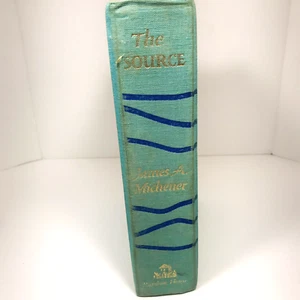 The
SOURCE
James A.
Michener
Random House